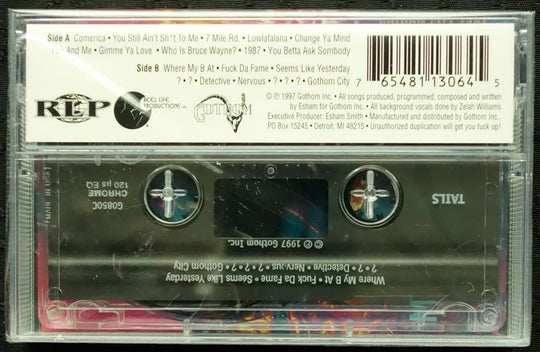 Side A Comerica • You Still Ain't Sh*t To Me • 7 Mile Rd. • Lowlafalana • Change Ya Mind
And Me • Gimme Ya Love • Who Is Bruce Wayne? • 1987 • You Betta Ask Sombody
Side B Where My B At • Fuck Da Fame • Seems Like Yesterday
? • ? • Detective • Nervous • ? • ? • ? • Gothom City
7 65481 13064 5
RLP
REEL LIFE
PRODUCTIONS
GOTHOM
℗ © 1997 Gothom Inc. • All songs produced, programmed, composed and written
by Esham for Gothom Inc. • All background vocals done by Zelah Williams
Executive Producer: Esham Smith • Manufactured and distributed by Gothom Inc.
PO Box 15245 • Detroit, MI 48215 • Unauthorized duplication will get you fuck up!
TAILS
G0850C
CHROME
120 µs EQ
Where My B At • Fuck Da Fame • Seems Like Yesterday
? • ? • Detective • Nervous • ? • ? • ? • Gothom City
℗ © 1997 Gothom Inc.